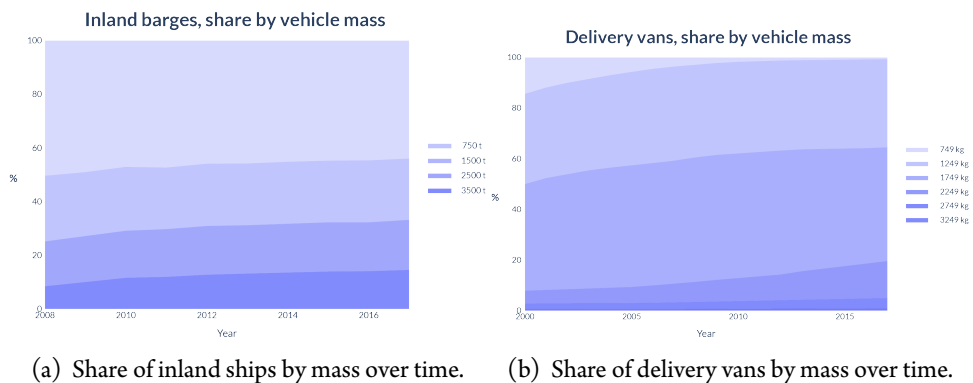 Inland barges, share by vehicle mass
100
80
60
%
40
20
0
2008
2010
2012
2014
2016
Year
750 t
1500 t
2500 t
3500 t
(a) Share of inland ships by mass over time.
Delivery vans, share by vehicle mass
100
80
60
%
40
20
0
2000
2005
2010
2015
Year
749 kg
1249 kg
1749 kg
2249 kg
2749 kg
3249 kg
(b) Share of delivery vans by mass over time.